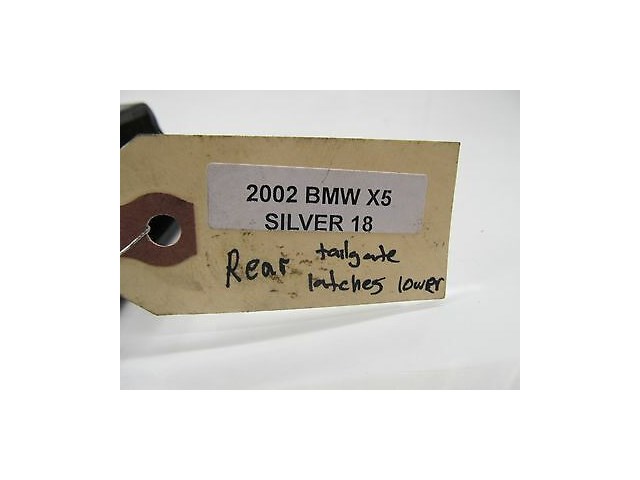 2002 BMW X5
SILVER 18
Rear tailgate
latches lower